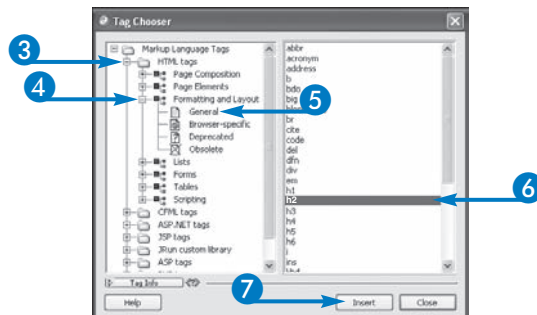 Tag Chooser
3
4
5
6
7
Markup Language Tags
HTML tags
Page Composition
Page Elements
Formatting and Layout
General
Browser-specific
Deprecated
Obsolete
Lists
Forms
Tables
Scripting
CFML tags
ASP.NET tags
JSP tags
JRun custom library
ASP tags
abbr
acronym
address
b
bdo
big
br
cite
code
del
dfn
div
em
h1
h2
h3
h4
h5
h6
i
ins
Tag Info
Help
Insert
Close